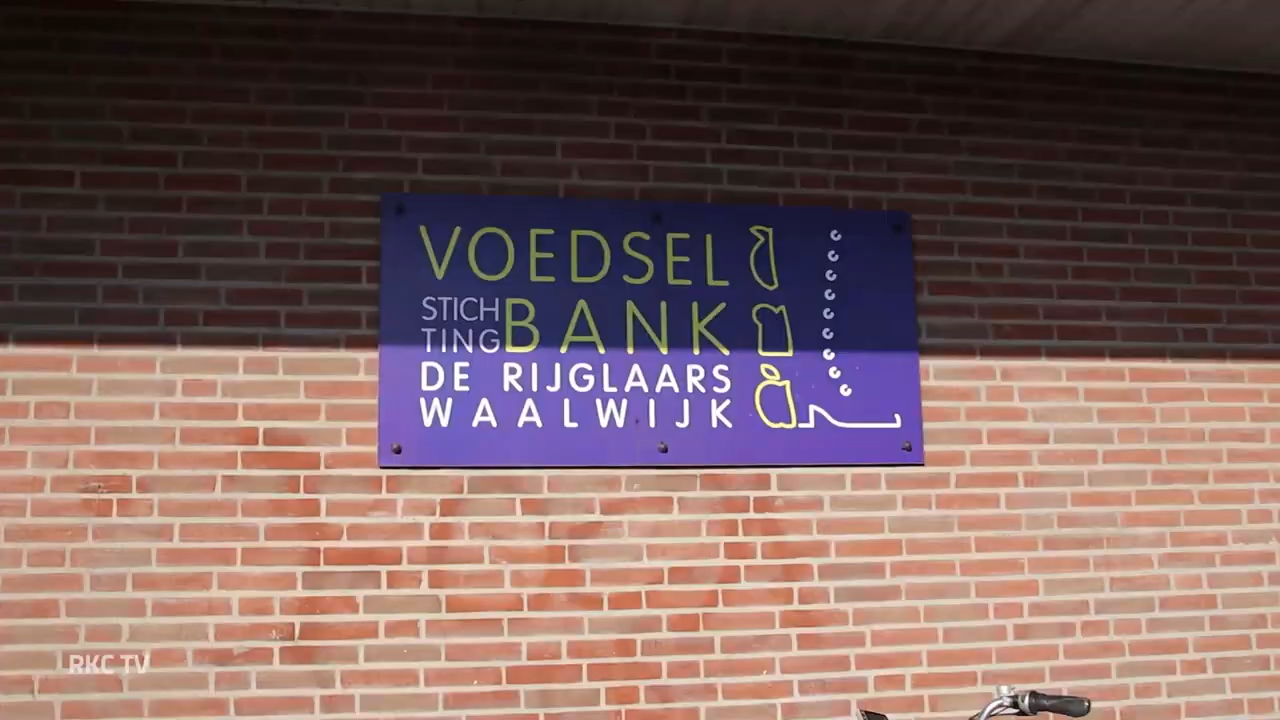 VOEDSEL
STICH
TING
BANK
DE RIJGLAARS
WAALWIJK
RKC TV